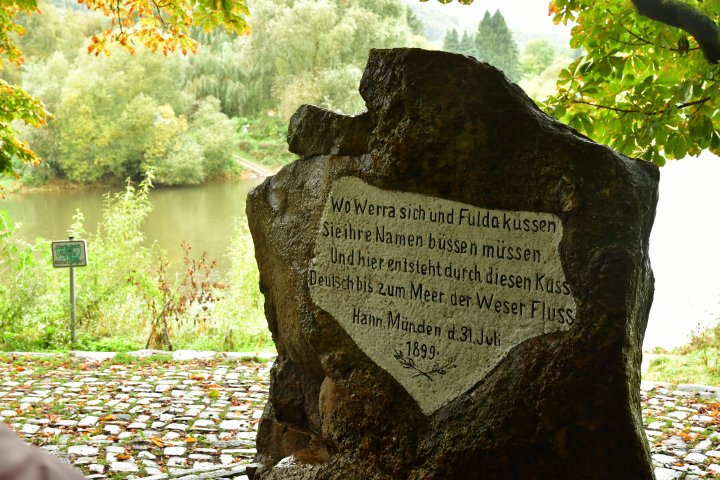 Wo Werra sich und Fulda küssen
Sie ihre Namen büssen müssen.
Und hier entsteht durch diesen Kuss
Deutsch bis zum Meer der Weser Fluss.
Hann. Münden d. 31. Juli
1899.